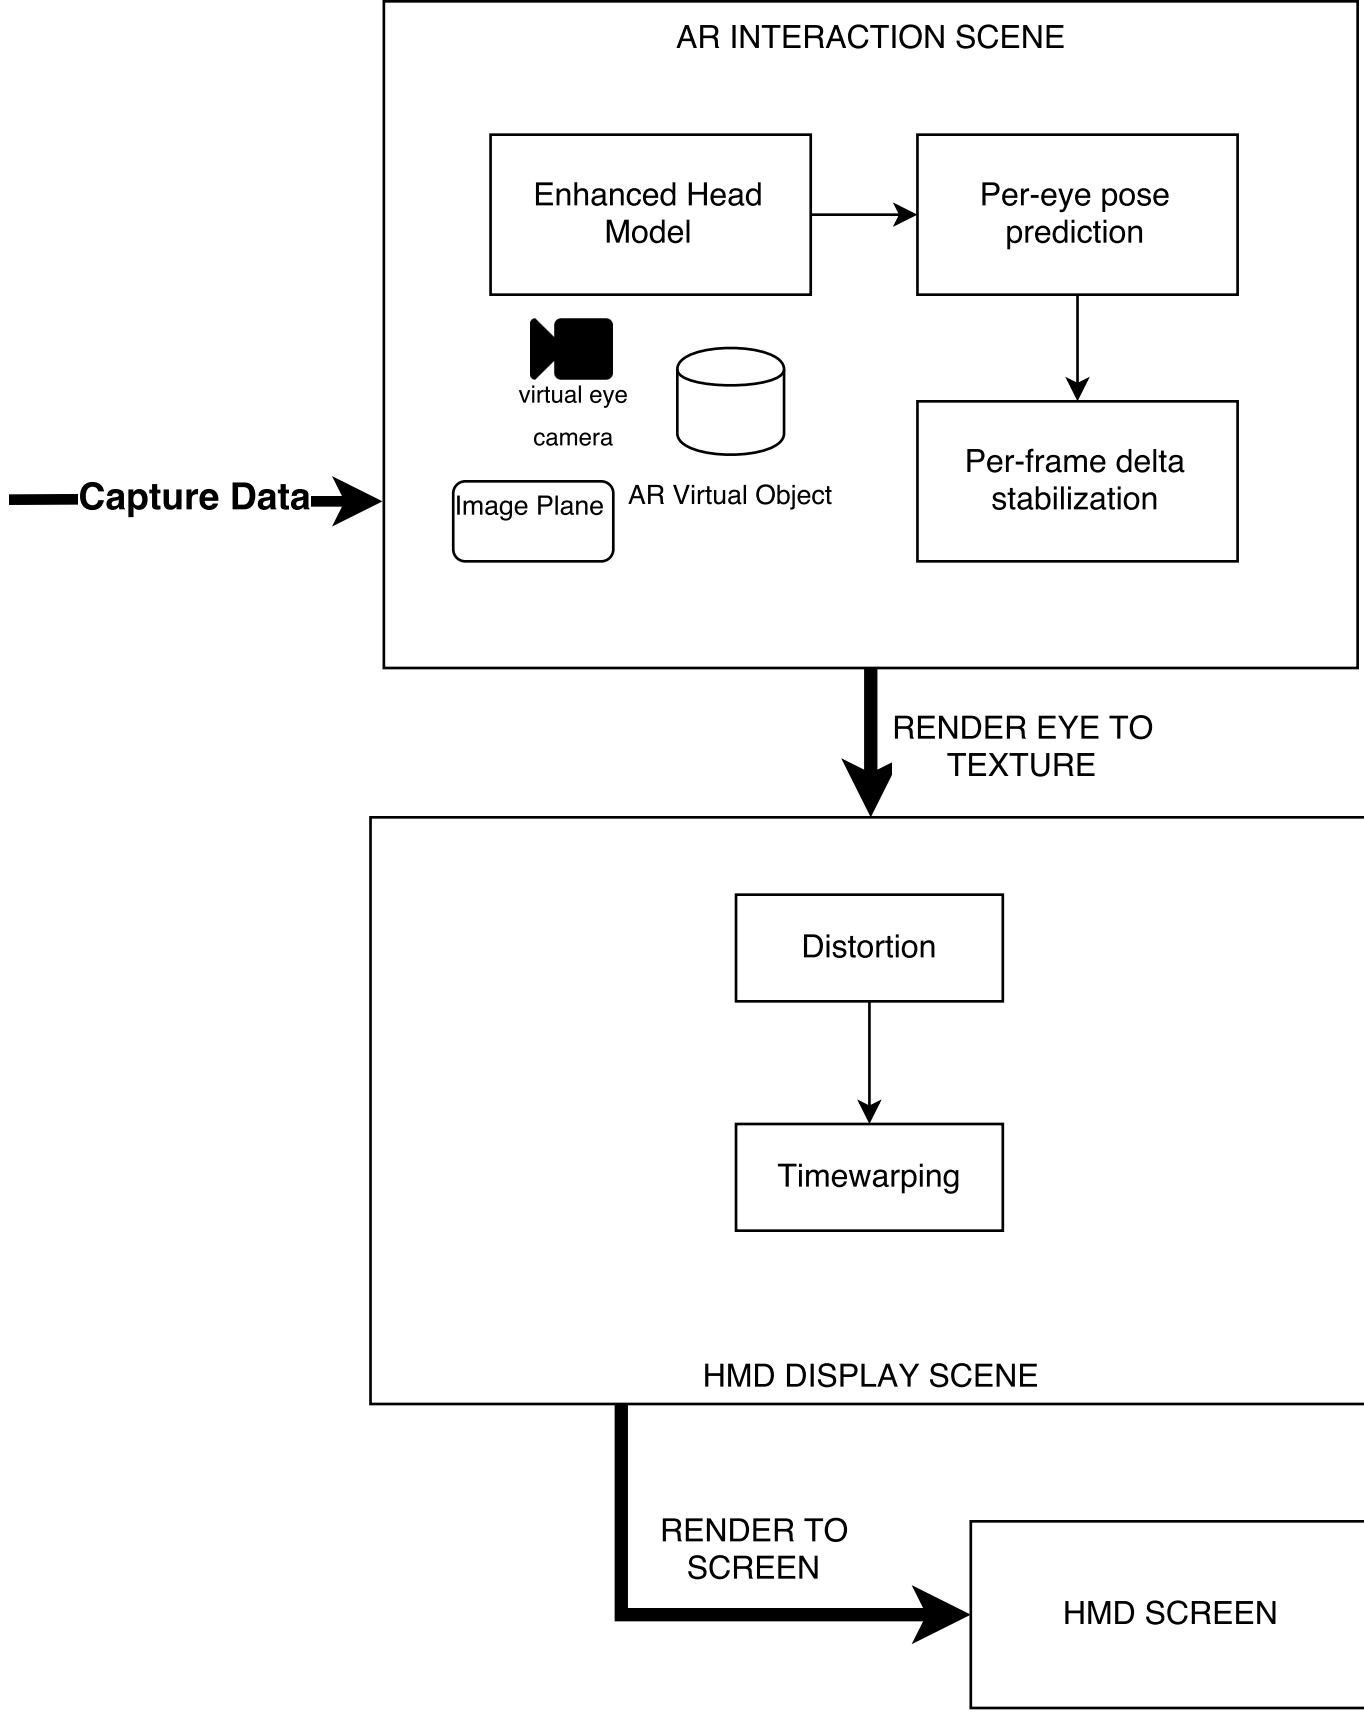 AR INTERACTION SCENE
Enhanced Head
Model
Per-eye pose
prediction
virtual eye
camera
Per-frame delta
stabilization
Capture Data
Image Plane
AR Virtual Object
RENDER EYE TO
TEXTURE
Distortion
Timewarping
HMD DISPLAY SCENE
RENDER TO
SCREEN
HMD SCREEN